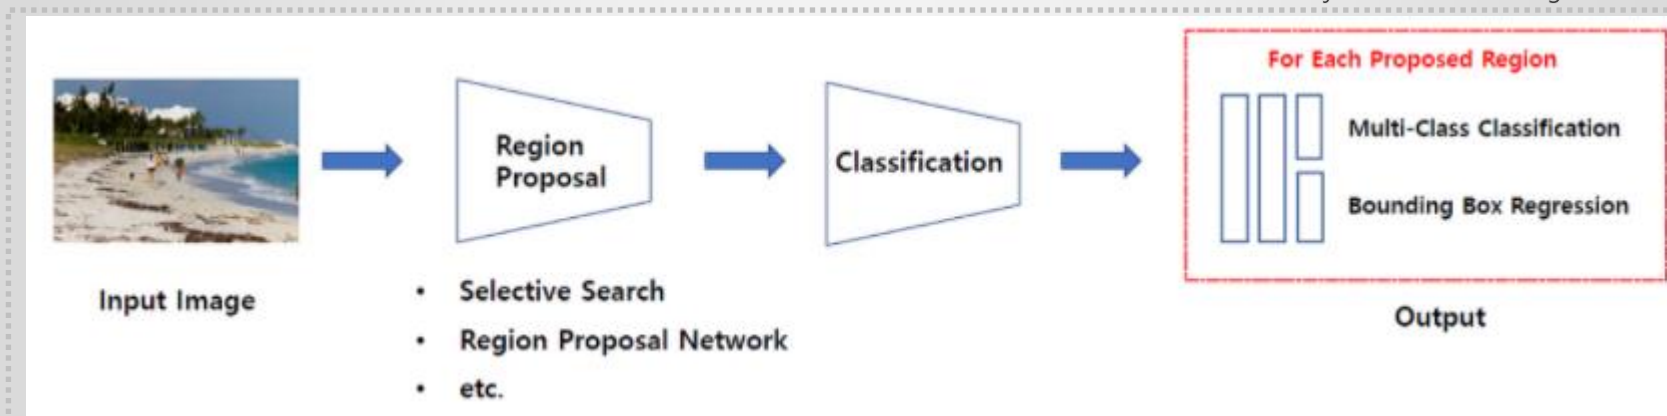 For Each Proposed Region
Region
Proposal
Classification
Multi-Class Classification
Bounding Box Regression
Input Image
• Selective Search
• Region Proposal Network
• etc.
Output